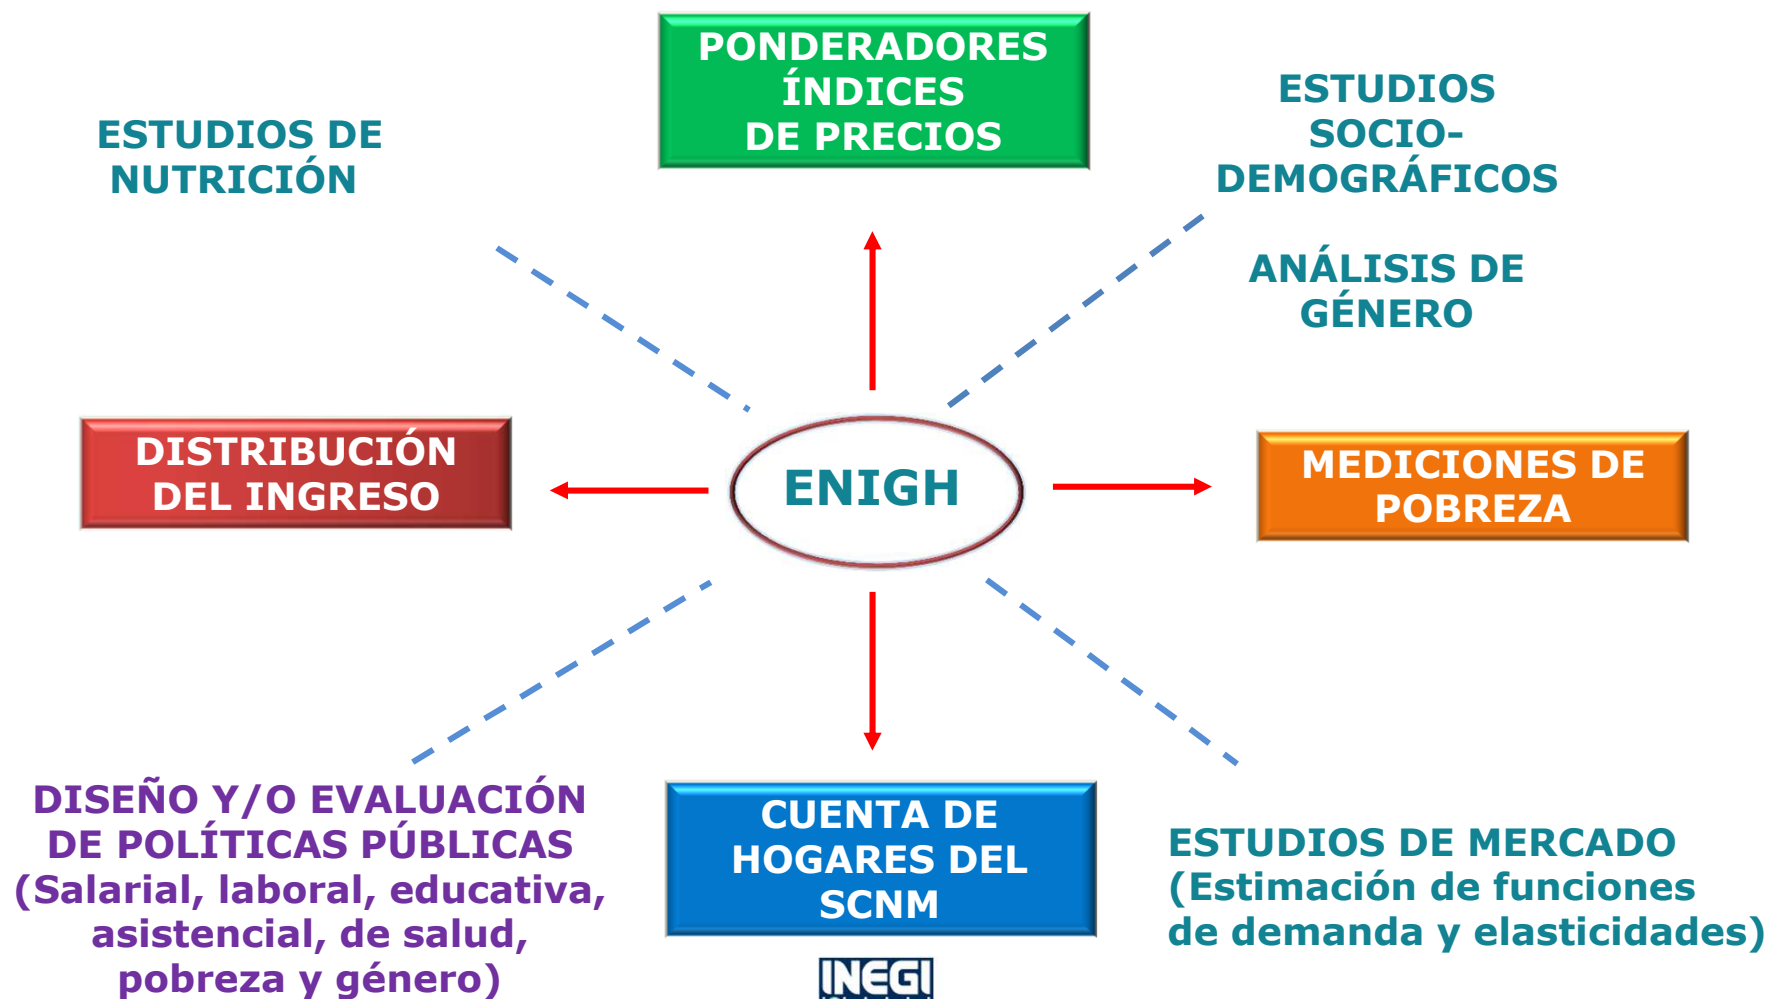 PONDERADORES
ÍNDICES
DE PRECIOS
ESTUDIOS DE
NUTRICIÓN
ESTUDIOS
SOCIO-
DEMOGRÁFICOS
ANÁLISIS DE
GÉNERO
DISTRIBUCIÓN
DEL INGRESO
ENIGH
MEDICIONES DE
POBREZA
DISEÑO Y/O EVALUACIÓN
DE POLÍTICAS PÚBLICAS
(Salarial, laboral, educativa,
asistencial, de salud,
pobreza y género)
CUENTA DE
HOGARES DEL
SCNM
ESTUDIOS DE MERCADO
(Estimación de funciones
de demanda y elasticidades)
INEGI